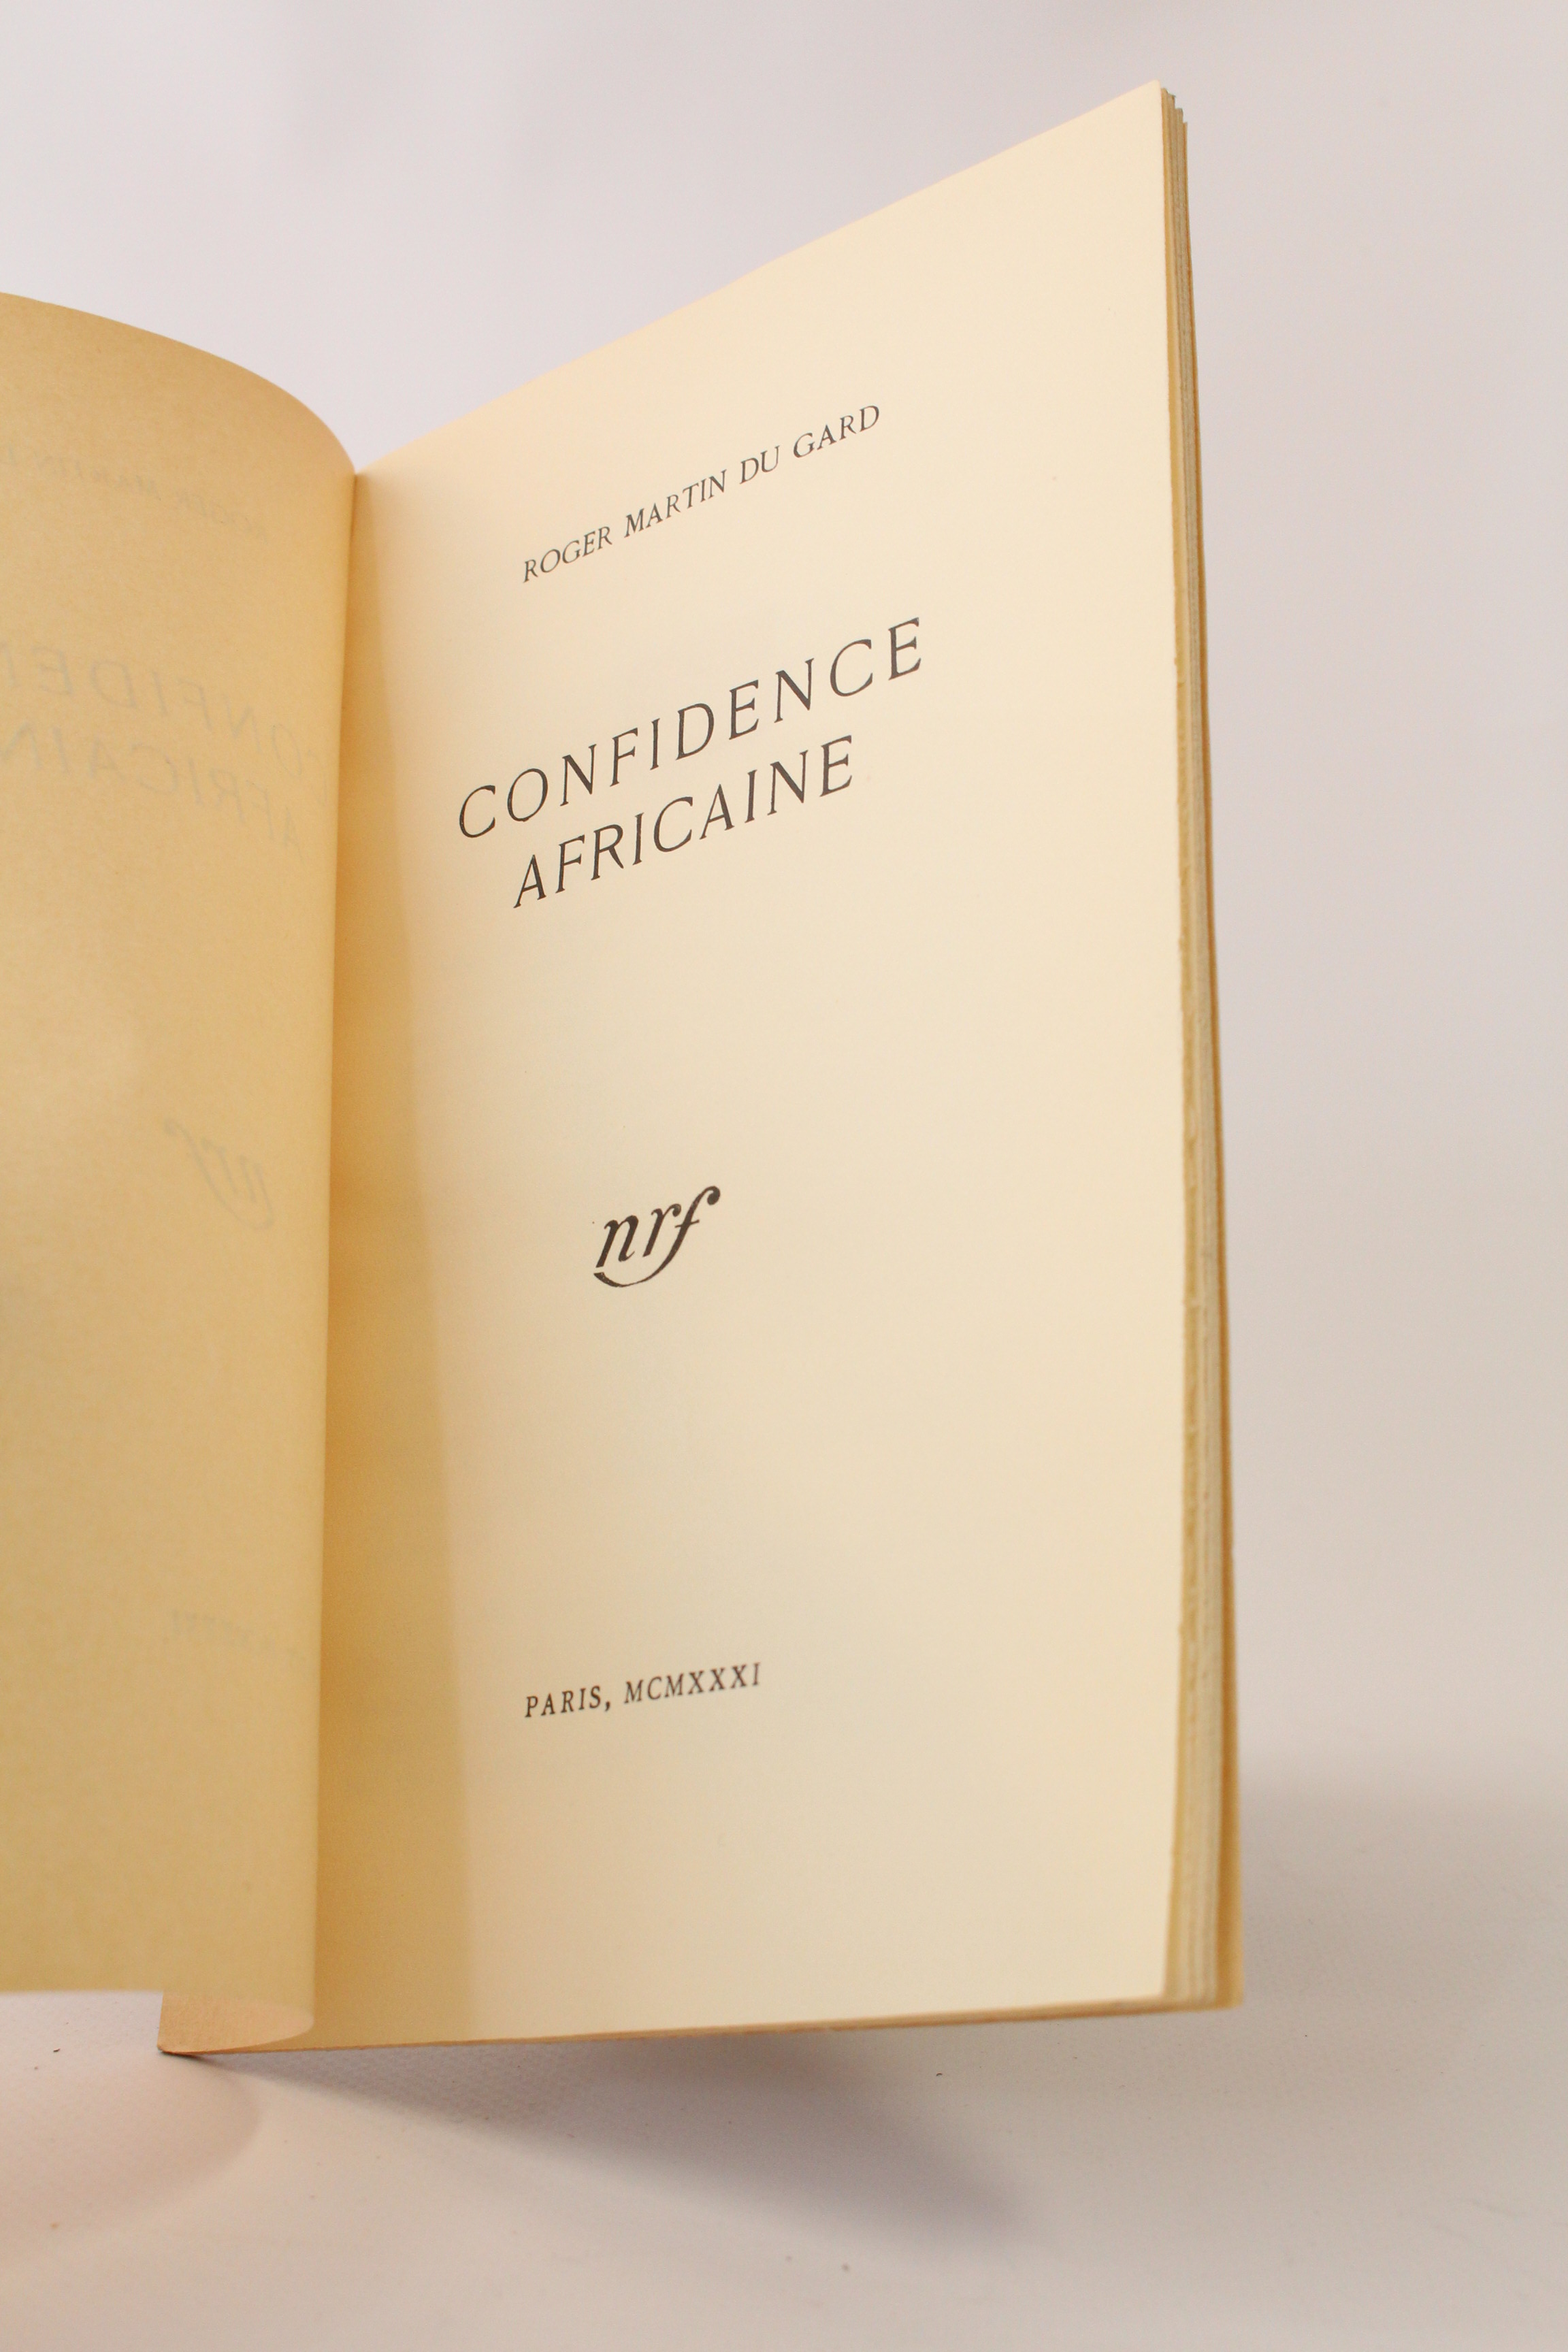 ROGER MARTIN DU GARD
CONFIDENCE
AFRICAINE
nrf
PARIS, MCMXXXI